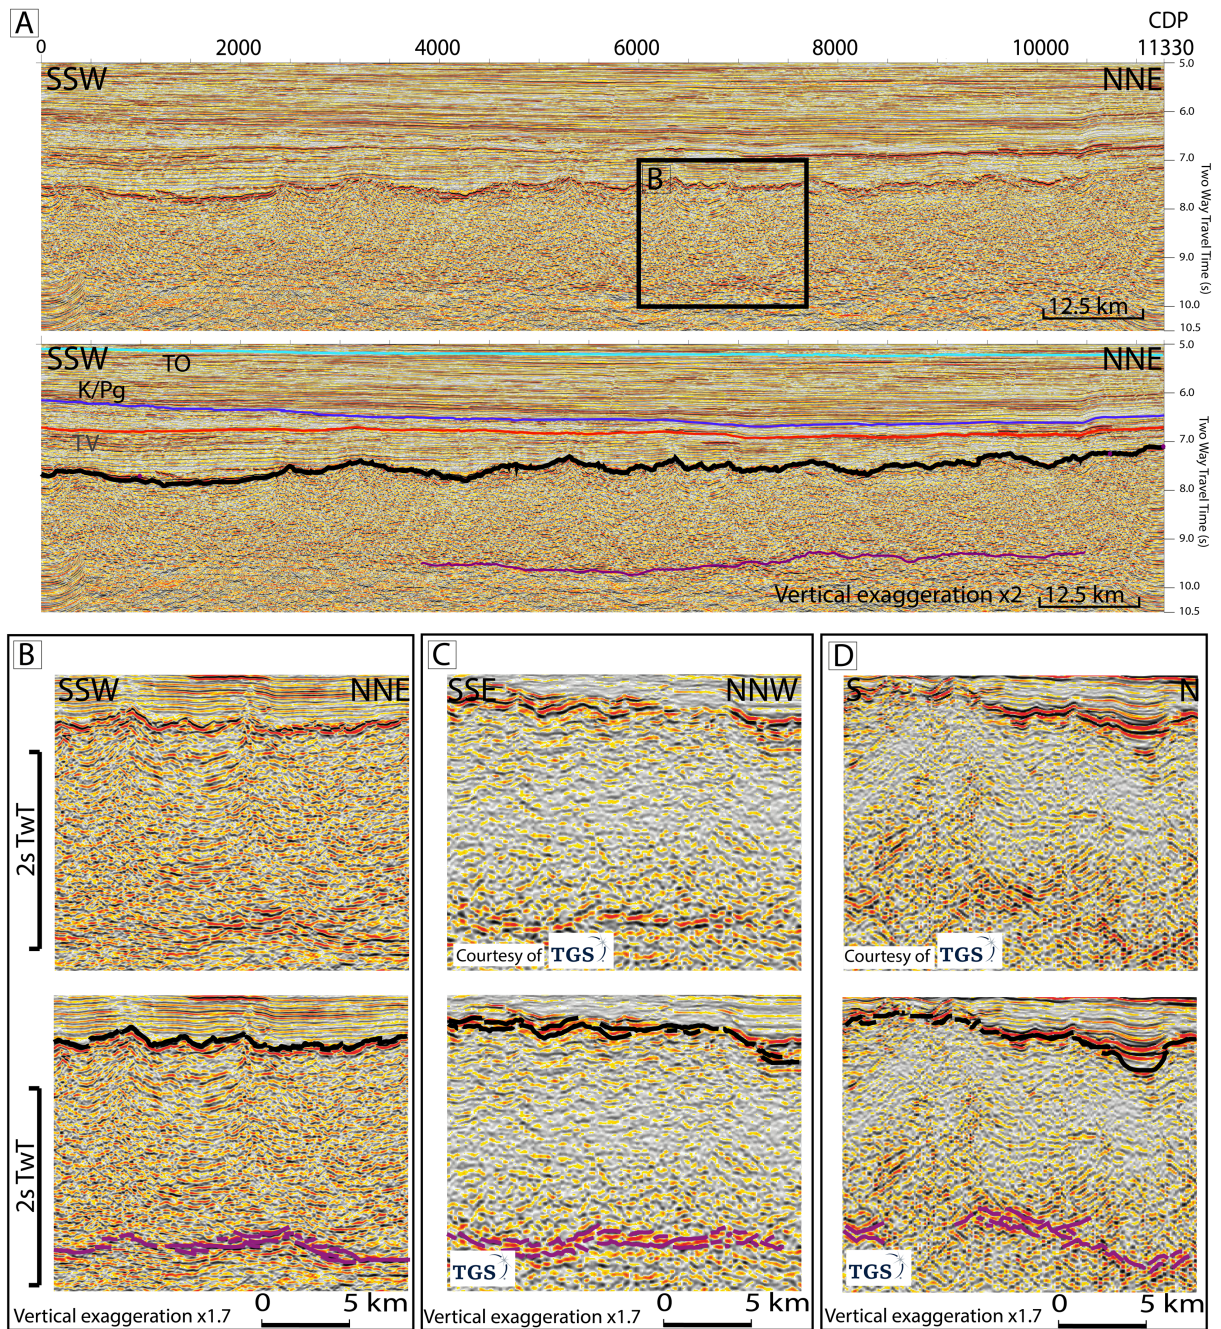 A
CDP
0 2000 4000 6000 8000 10000 11330
SSW NNE
5.0
6.0
7.0
8.0
9.0
10.0
10.5
Two Way Travel Time (s)
B
12.5 km
SSW NNE
TO
K/Pg
TV
5.0
6.0
7.0
8.0
9.0
10.0
10.5
Two Way Travel Time (s)
Vertical exaggeration x2 12.5 km
B
SSW NNE
2s TwT
2s TwT
Vertical exaggeration x1.7
0 5 km
C
SSE NNW
Courtesy of TGS
TGS
Vertical exaggeration x1.7
0 5 km
D
S N
Courtesy of TGS
TGS
Vertical exaggeration x1.7
0 5 km